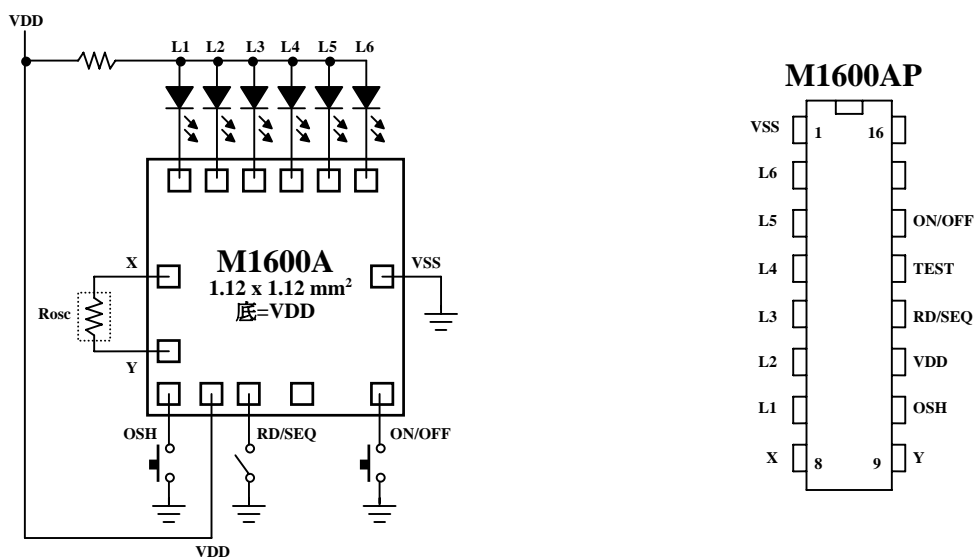 VDD
L1 L2 L3 L4 L5 L6
X
Rosc
Y
M1600A
1.12 x 1.12 mm²
底=VDD
VSS
OSH
RD/SEQ
ON/OFF
VDD
M1600AP
VSS 1 16
L6
L5 ON/OFF
L4 TEST
L3 RD/SEQ
L2 VDD
L1 OSH
X 8 9 Y